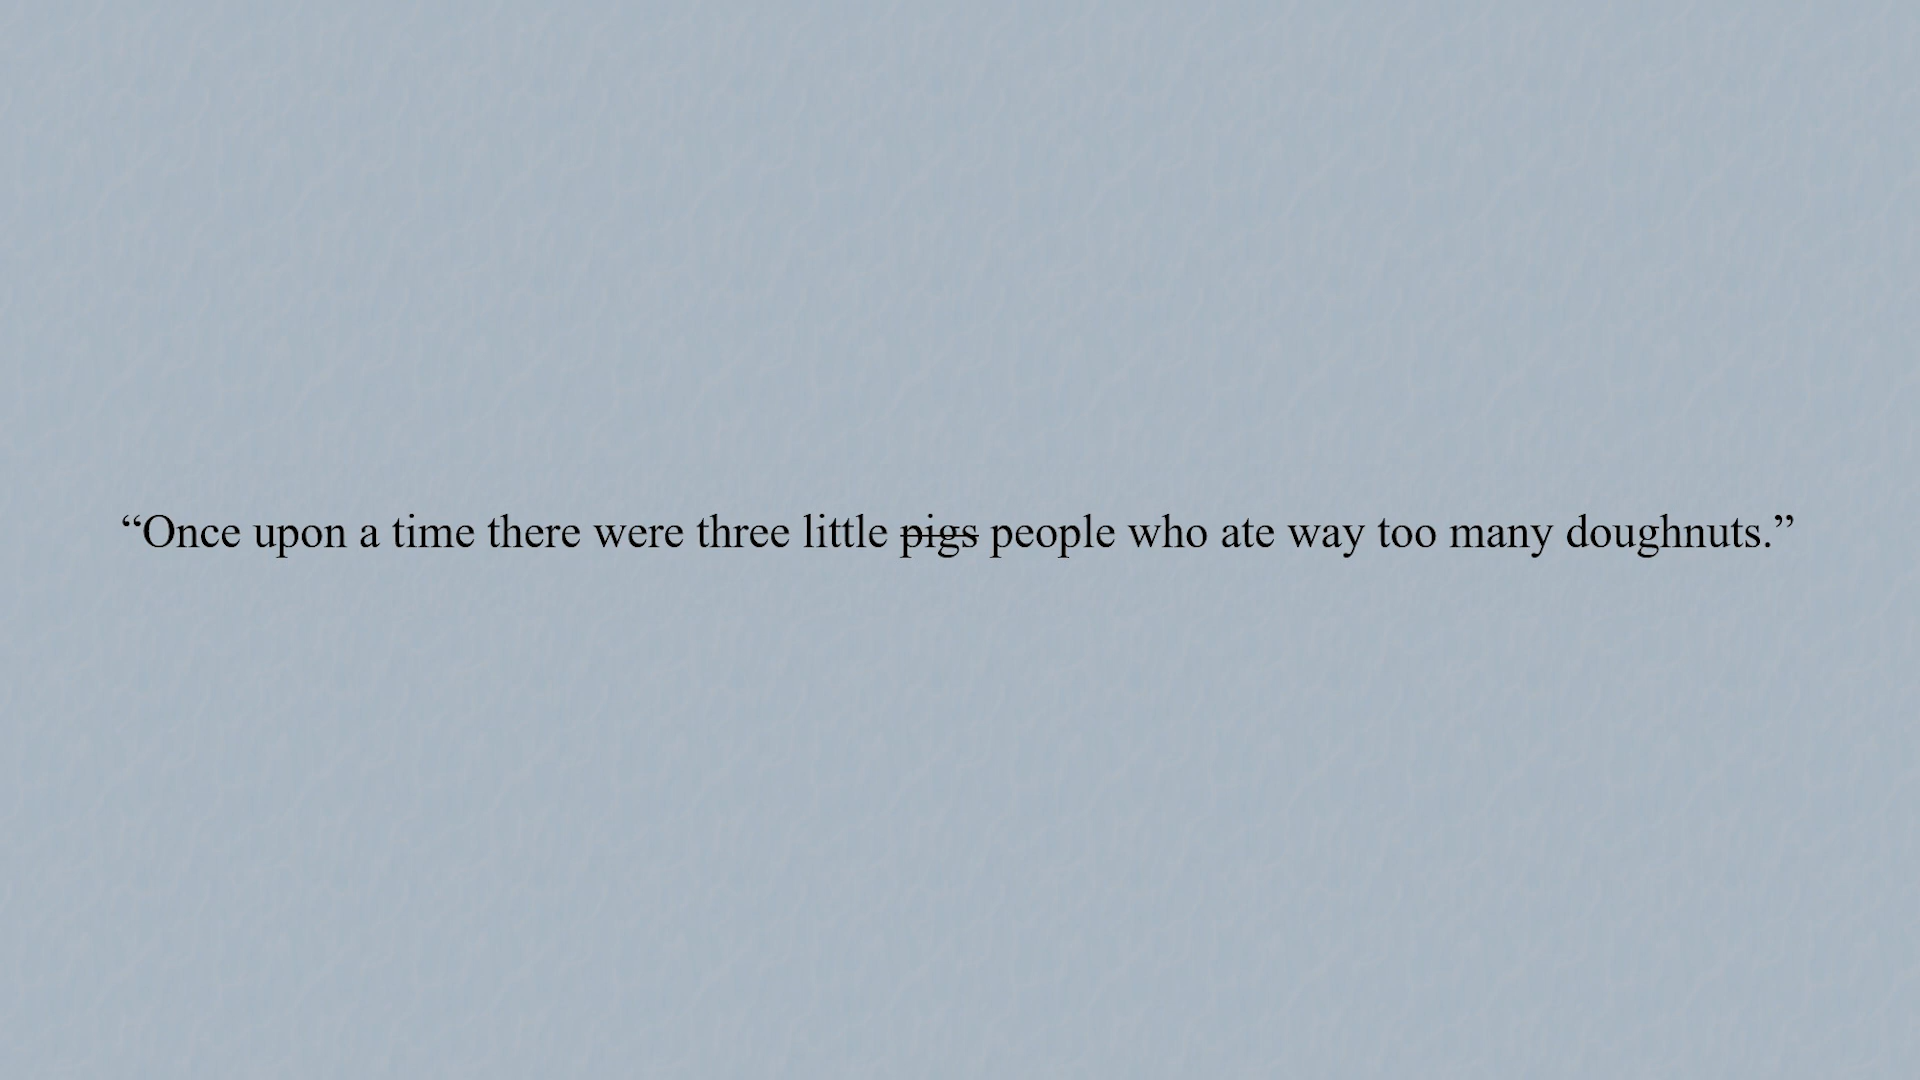 “Once upon a time there were three little ~~pigs~~ people who ate way too many doughnuts.”